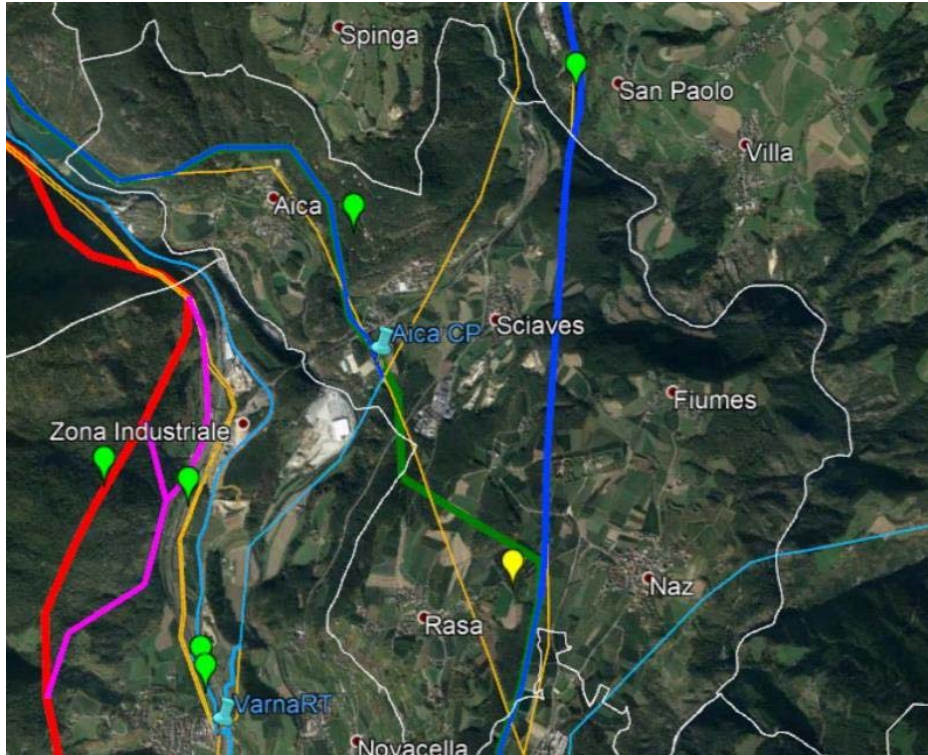 Spinga
San Paolo
Villa
Aica
Aica CP
Sciaves
Fiumes
Zona Industriale
Naz
Rasa
VarnaRT
Novacella